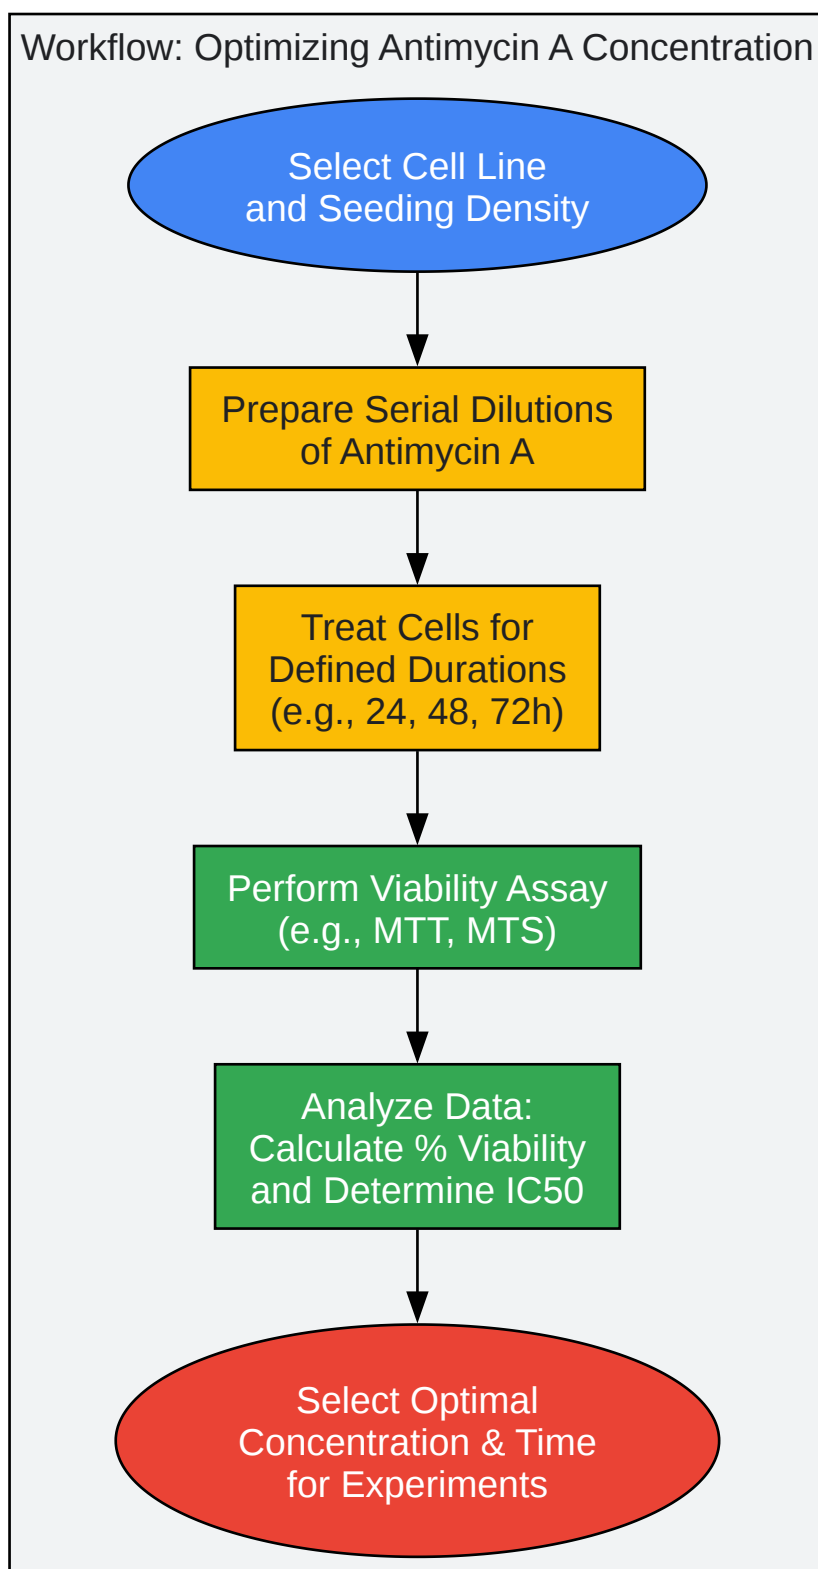 Workflow: Optimizing Antimycin A Concentration
Select Cell Line
and Seeding Density
Prepare Serial Dilutions
of Antimycin A
Treat Cells for
Defined Durations
(e.g., 24, 48, 72h)
Perform Viability Assay
(e.g., MTT, MTS)
Analyze Data:
Calculate % Viability
and Determine IC50
Select Optimal
Concentration & Time
for Experiments